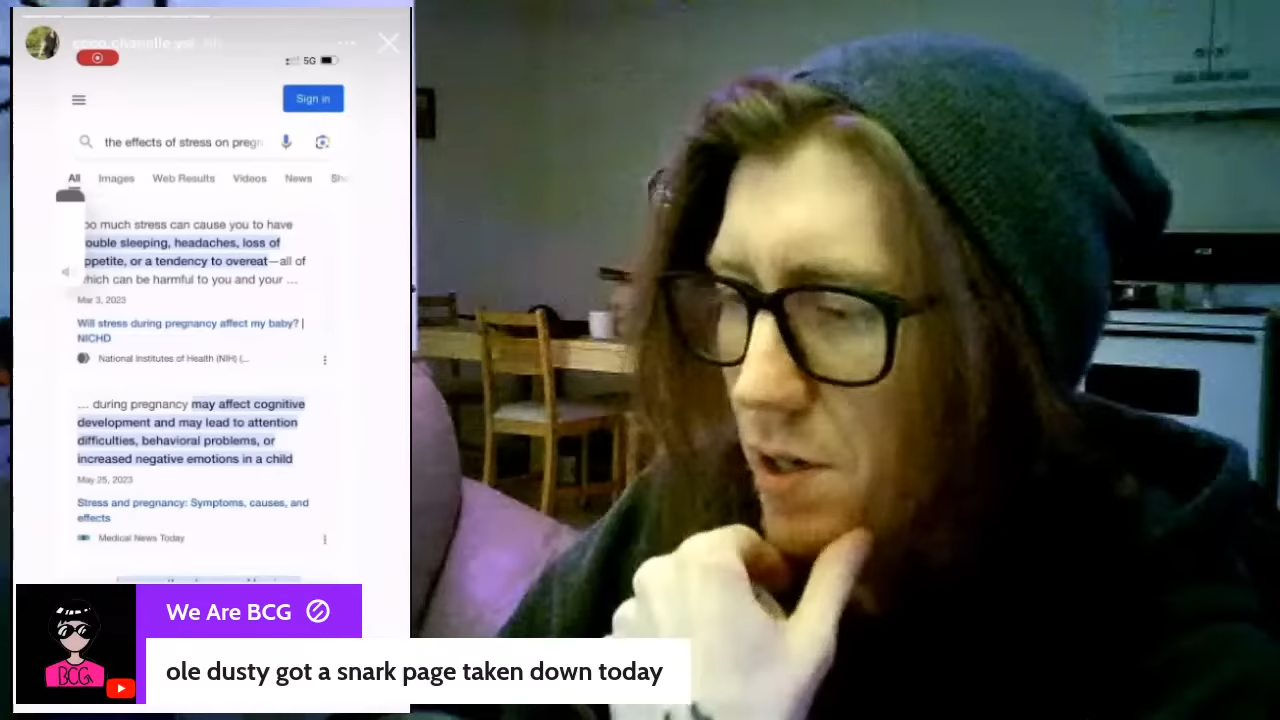 5G
Sign in
the effects of stress on pregn
All Images Web Results Videos News
oo much stress can cause you to have
ouble sleeping, headaches, loss of
ppetite, or a tendency to overeat—all of
hich can be harmful to you and your ...
Mar 3, 2023
Will stress during pregnancy affect my baby? |
NICHD
National Institutes of Health (NIH) (...
... during pregnancy may affect cognitive
development and may lead to attention
difficulties, behavioral problems, or
increased negative emotions in a child
May 25, 2023
Stress and pregnancy: Symptoms, causes, and
effects
Medical News Today
BCG
We Are BCG
ole dusty got a snark page taken down today